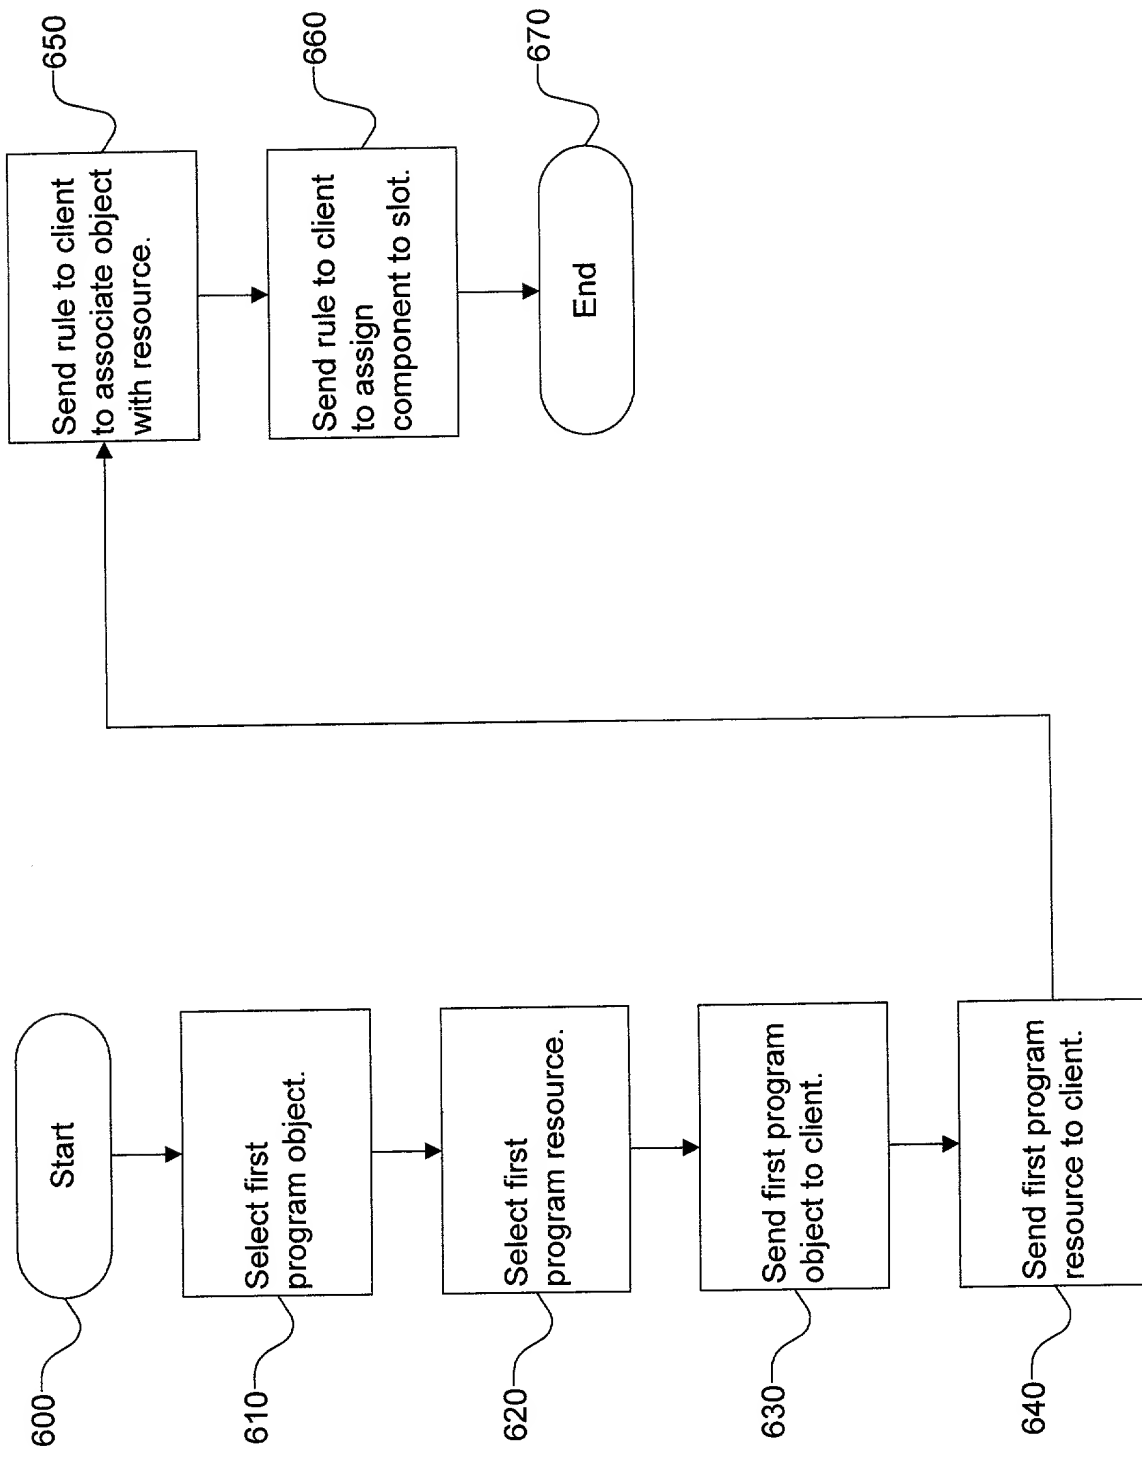 600
Start
610
Select first
program object.
620
Select first
program resource.
630
Send first program
object to client.
640
Send first program
resource to client.
650
Send rule to client
to associate object
with resource.
660
Send rule to client
to assign
component to slot.
670
End